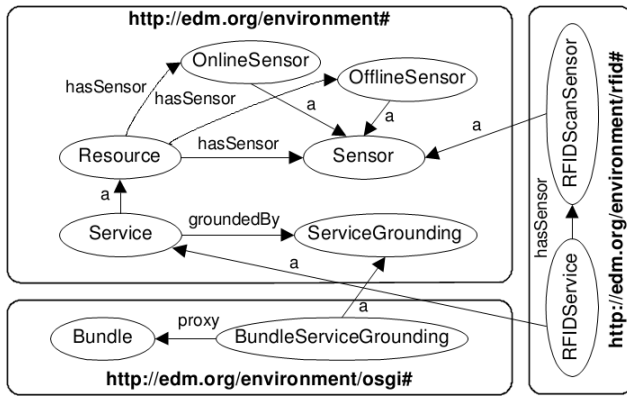 http://edm.org/environment#
OnlineSensor
OfflineSensor
hasSensor
hasSensor
a
a
Resource
hasSensor
Sensor
a
Service
groundedBy
ServiceGrounding
a
a
Bundle
proxy
BundleServiceGrounding
http://edm.org/environment/osgi#
a
RFIDScanSensor
hasSensor
RFIDService
http://edm.org/environment/rfid#